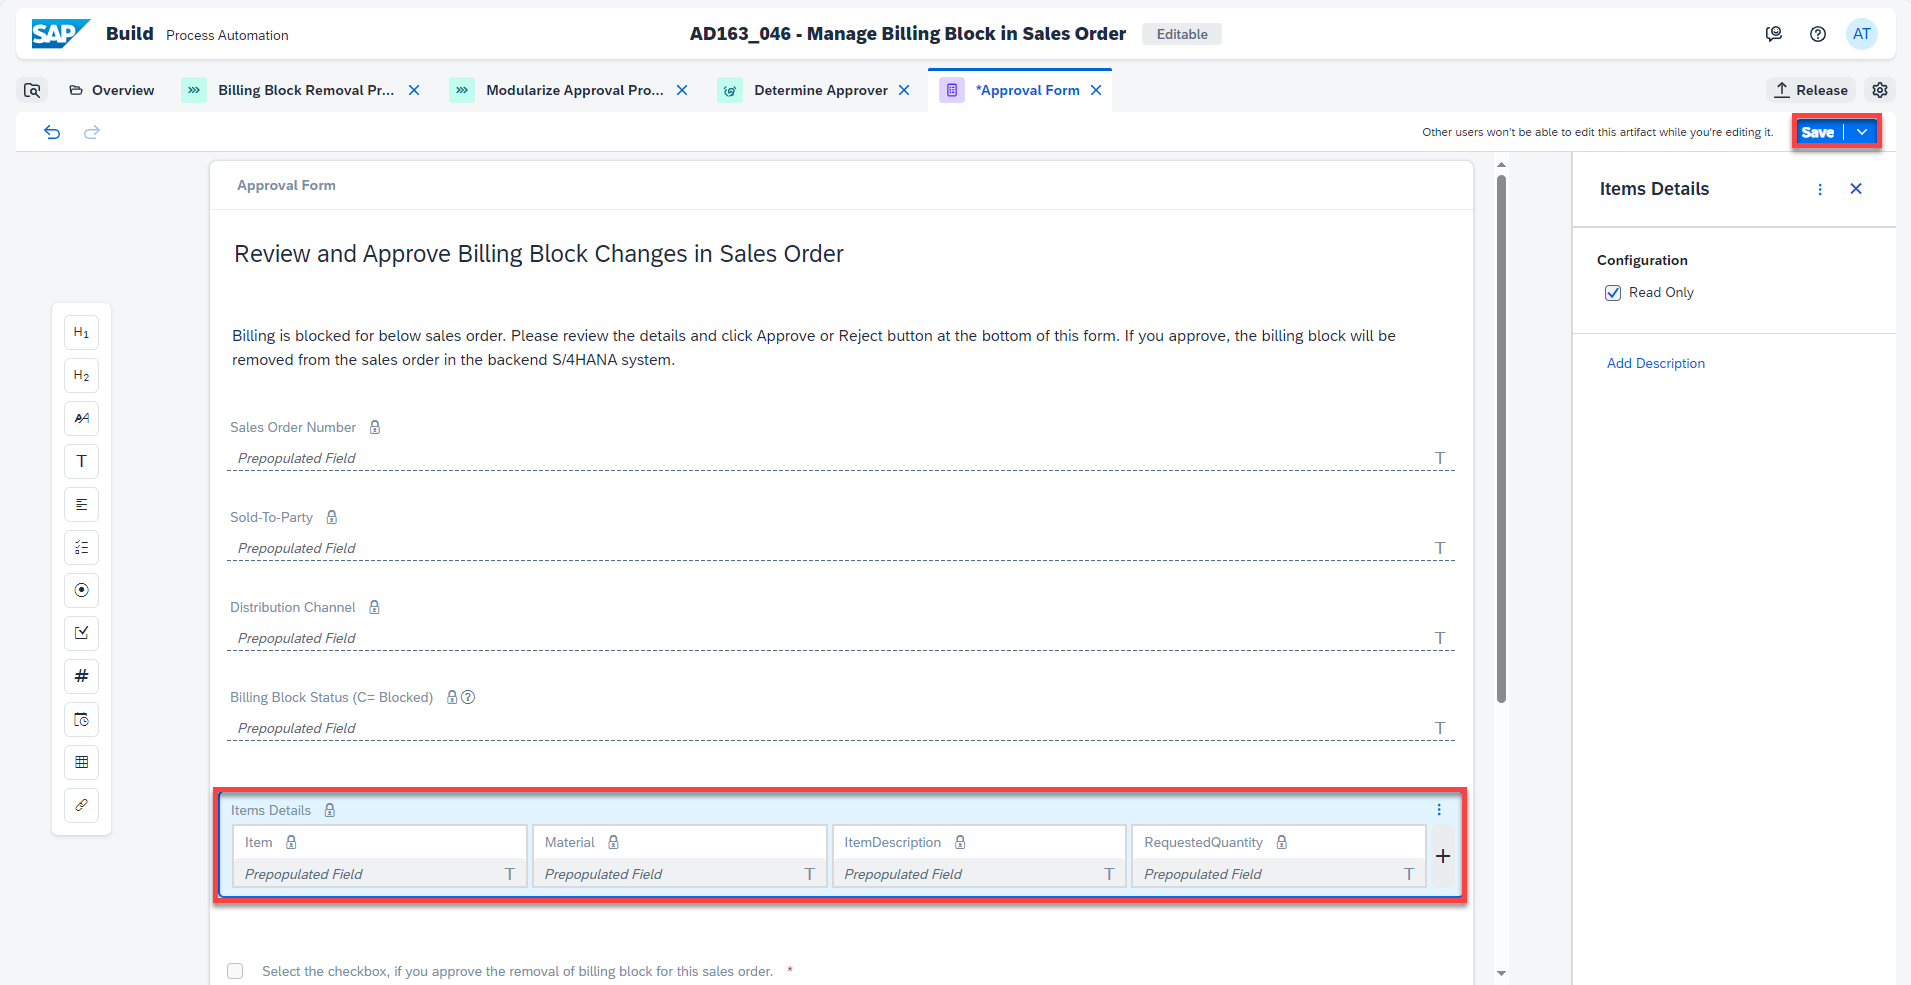 SAP Build Process Automation AD163_046 - Manage Billing Block in Sales Order Editable AT
Overview Billing Block Removal Pr... Modularize Approval Pro... Determine Approver *Approval Form Release
Other users won't be able to edit this artifact while you're editing it. Save
Approval Form
Items Details
Review and Approve Billing Block Changes in Sales Order
Configuration
Read Only
Billing is blocked for below sales order. Please review the details and click Approve or Reject button at the bottom of this form. If you approve, the billing block will be
removed from the sales order in the backend S/4HANA system.
Add Description
H1
H2
AA
T
#
Sales Order Number
Prepopulated Field T
Sold-To-Party
Prepopulated Field T
Distribution Channel
Prepopulated Field T
Billing Block Status (C= Blocked)
Prepopulated Field T
Items Details
Item Material ItemDescription RequestedQuantity
Prepopulated Field T Prepopulated Field T Prepopulated Field T Prepopulated Field T
Select the checkbox, if you approve the removal of billing block for this sales order. *